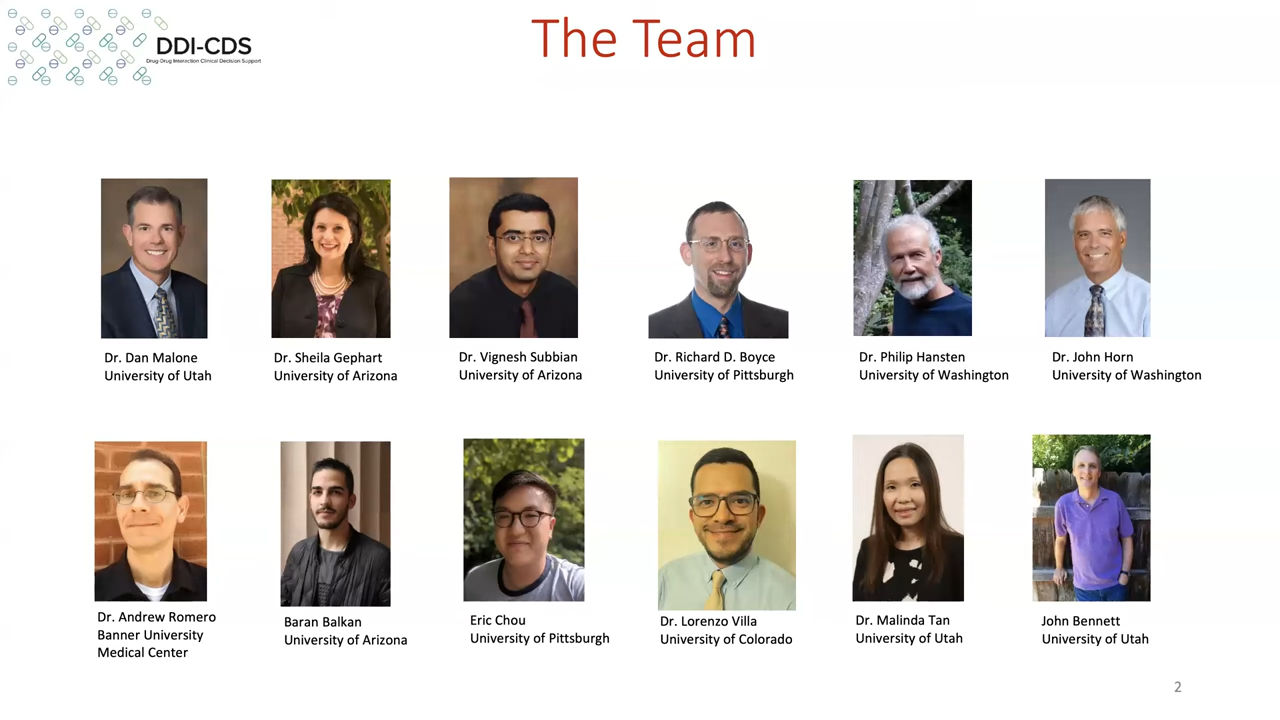 DDI-CDS
Drug-Drug Interaction Clinical Decision Support
The Team
Dr. Dan Malone
University of Utah
Dr. Sheila Gephart
University of Arizona
Dr. Vignesh Subbian
University of Arizona
Dr. Richard D. Boyce
University of Pittsburgh
Dr. Philip Hansten
University of Washington
Dr. John Horn
University of Washington
Dr. Andrew Romero
Banner University
Medical Center
Baran Balkan
University of Arizona
Eric Chou
University of Pittsburgh
Dr. Lorenzo Villa
University of Colorado
Dr. Malinda Tan
University of Utah
John Bennett
University of Utah
2